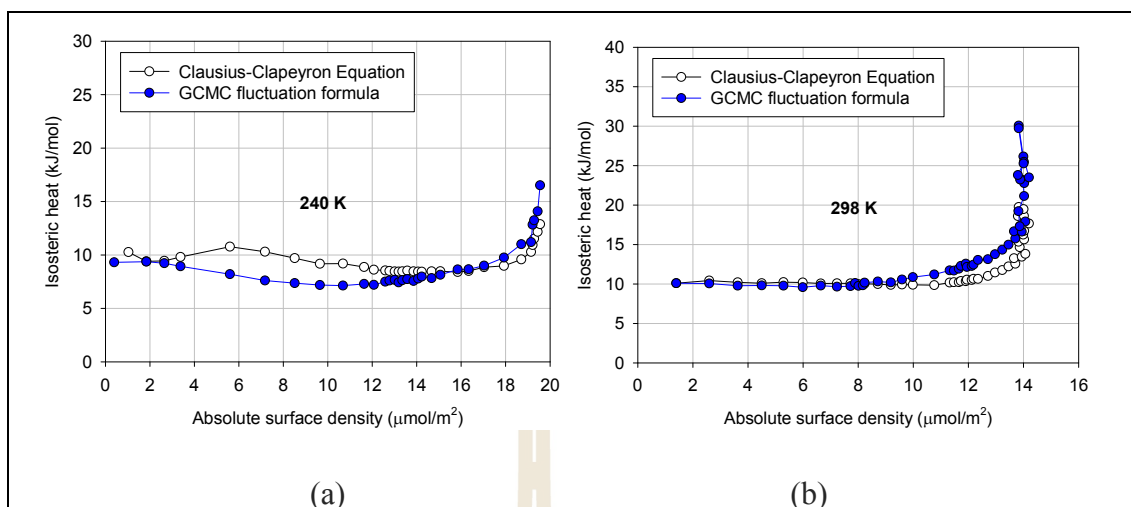 Clausius-Clapeyron Equation
GCMC fluctuation formula
240 K
Isosteric heat (kJ/mol)
30
25
20
15
10
5
0
0 2 4 6 8 10 12 14 16 18 20
Absolute surface density (μmol/m²)
(a)
Clausius-Clapeyron Equation
GCMC fluctuation formula
298 K
Isosteric heat (kJ/mol)
40
35
30
25
20
15
10
5
0
0 2 4 6 8 10 12 14 16
Absolute surface density (μmol/m²)
(b)